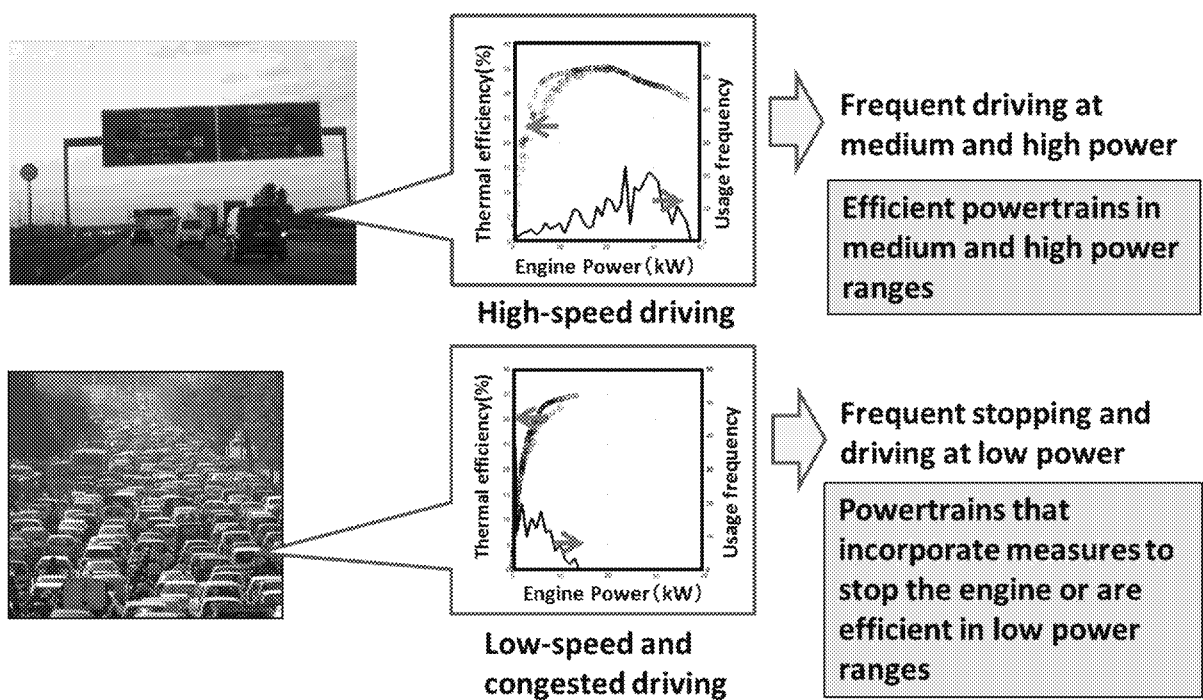 Thermal efficiency(%)
Usage frequency
Engine Power(kW)
High-speed driving
Frequent driving at
medium and high power
Efficient powertrains in
medium and high power
ranges
Thermal efficiency(%)
Usage frequency
Engine Power(kW)
Low-speed and
congested driving
Frequent stopping and
driving at low power
Powertrains that
incorporate measures to
stop the engine or are
efficient in low power
ranges